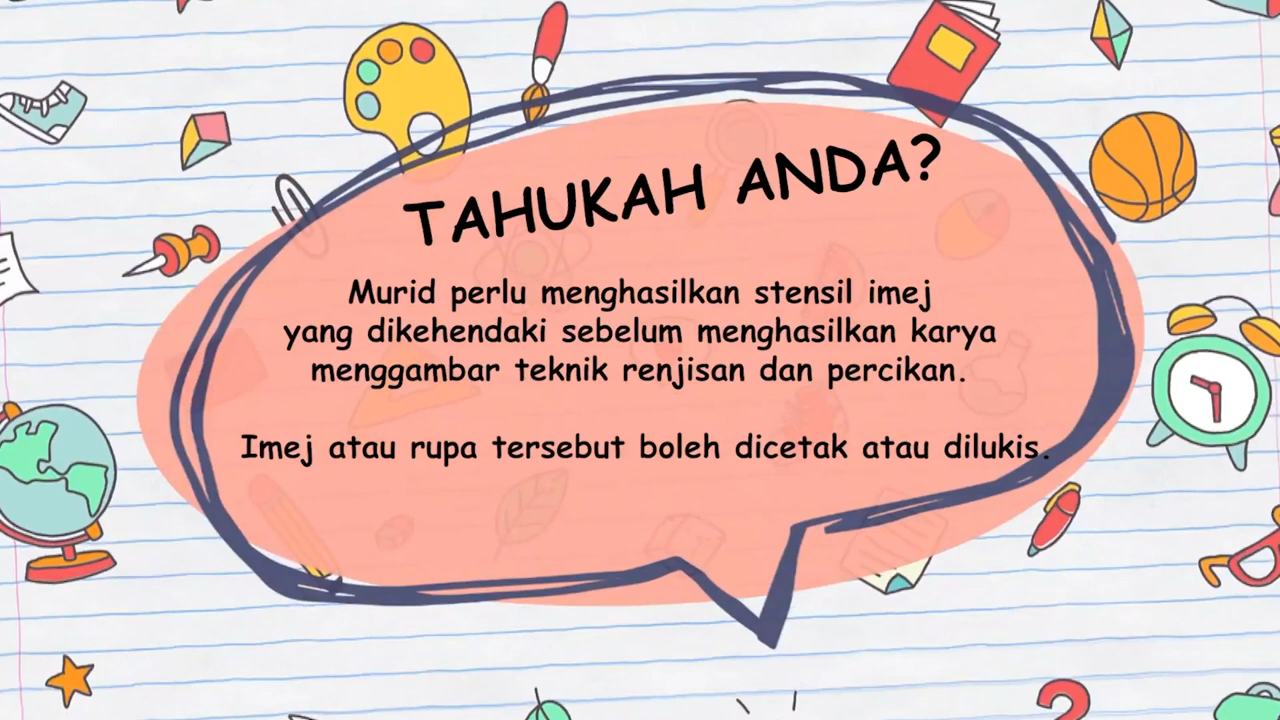 TAHUKAH ANDA?
Murid perlu menghasilkan stensil imej
yang dikehendaki sebelum menghasilkan karya
menggambar teknik renjisan dan percikan.
Imej atau rupa tersebut boleh dicetak atau dilukis.